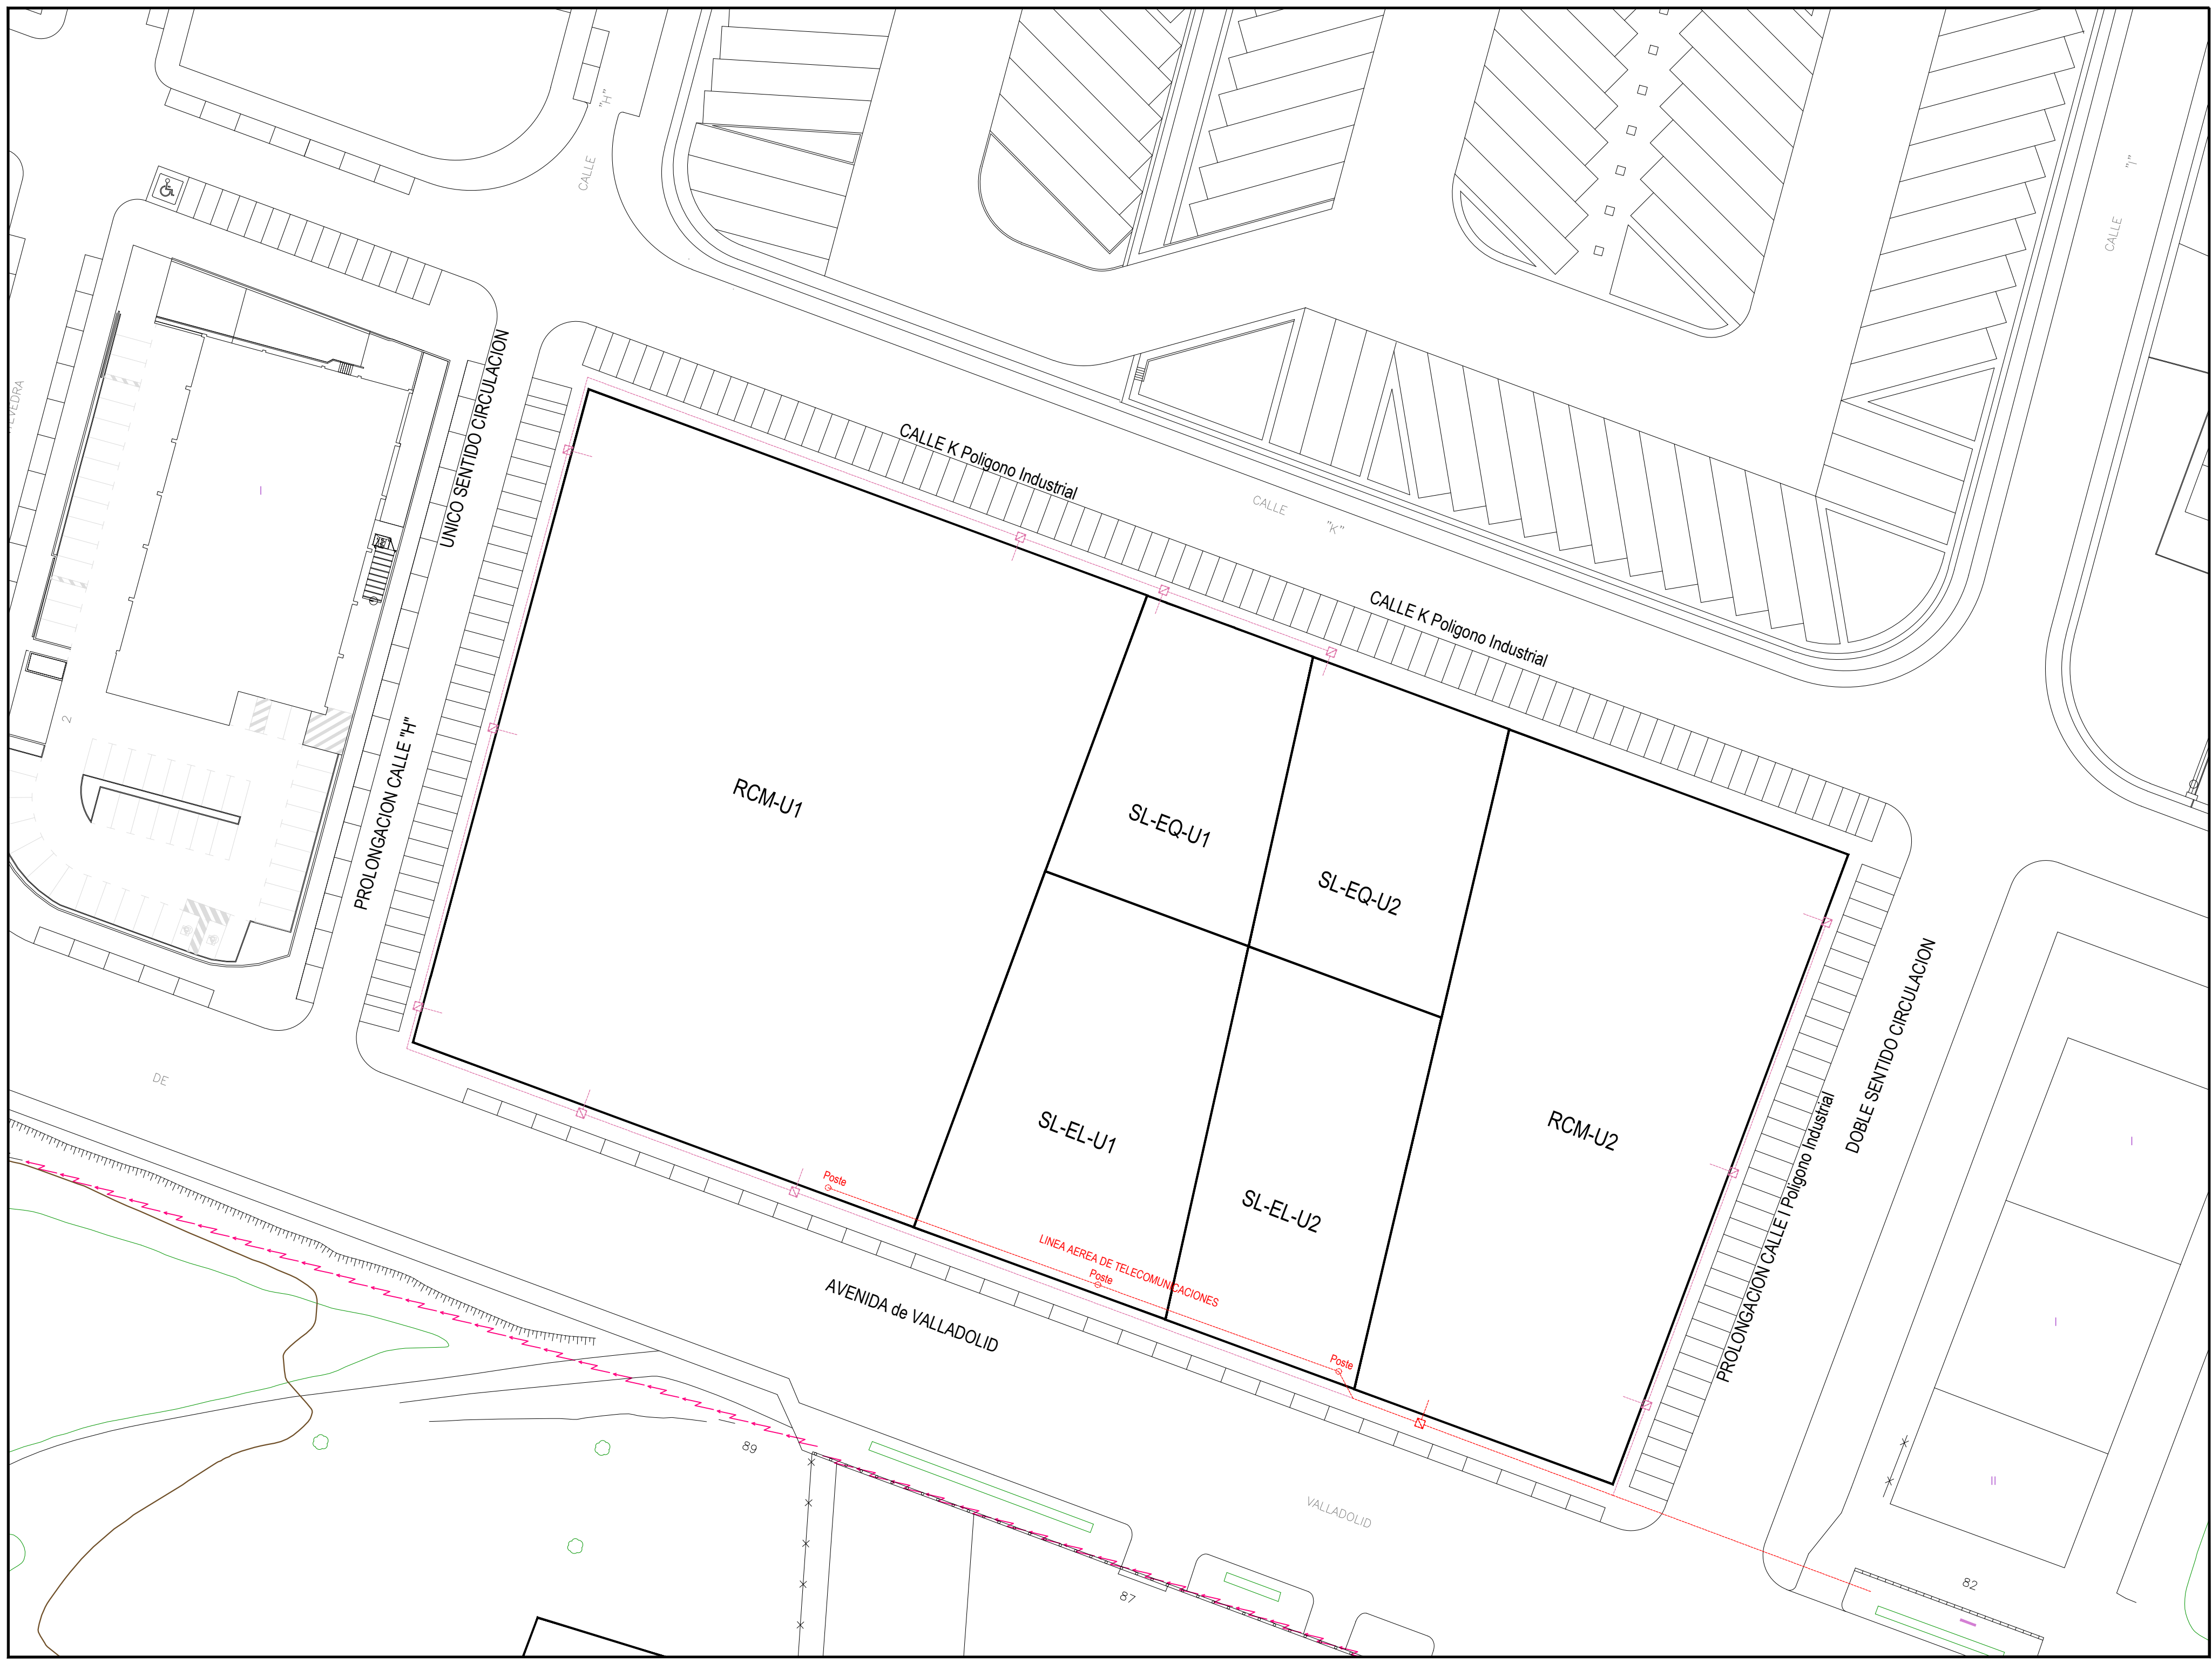 CALLE "H"
CALLE "I"
UNICO SENTIDO CIRCULACION
CALLE K Poligono Industrial
CALLE "K"
CALLE K Poligono Industrial
I
2
PROLONGACION CALLE "H"
RCM-U1
SL-EQ-U1
SL-EQ-U2
DOBLE SENTIDO CIRCULACION
DE
SL-EL-U1
RCM-U2
I
SL-EL-U2
PROLONGACION CALLE I Poligono Industrial
Poste
LINEA AEREA DE TELECOMUNICACIONES
Poste
AVENIDA de VALLADOLID
Poste
I
89
II
VALLADOLID
87
82